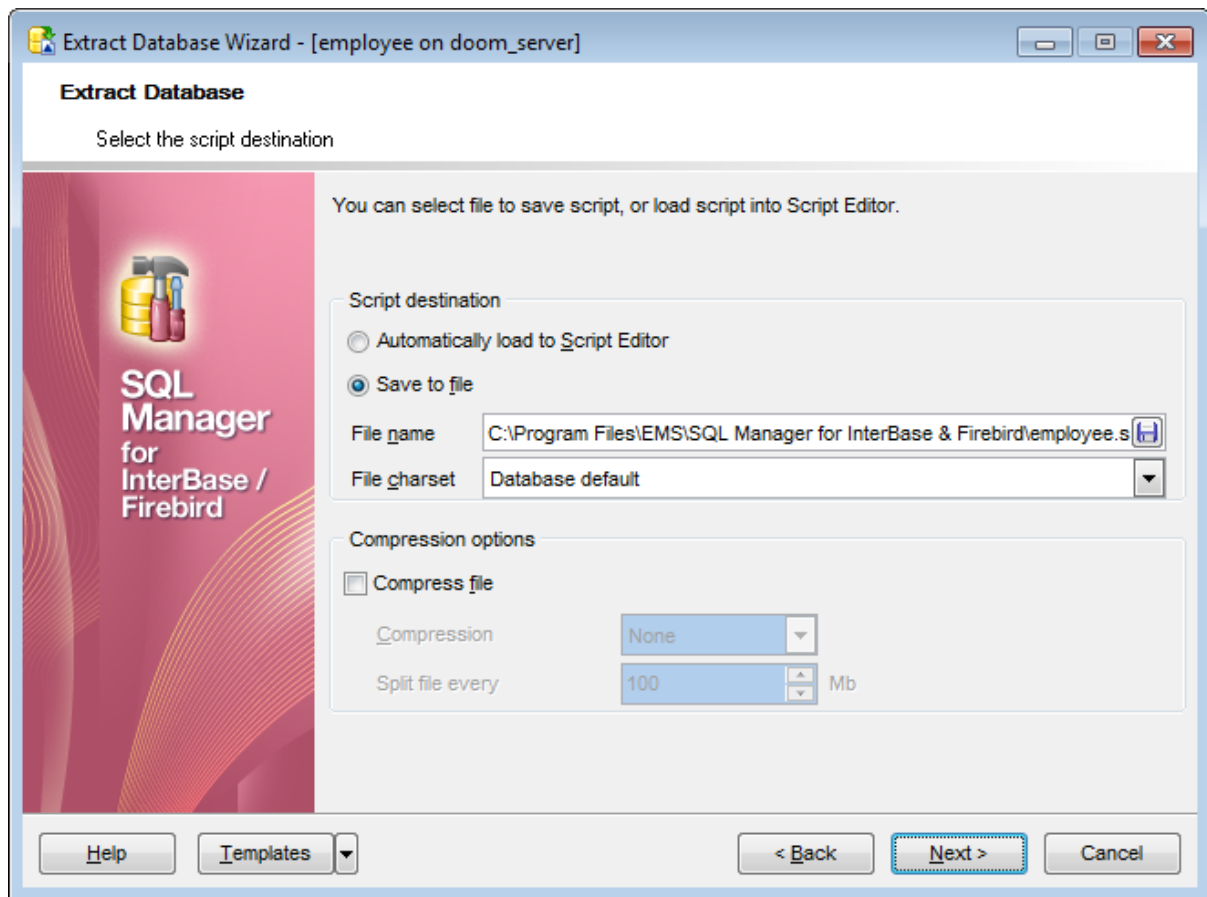 Extract Database Wizard - [employee on doom_server]
Extract Database
Select the script destination
SQL
Manager
for
InterBase /
Firebird
You can select file to save script, or load script into Script Editor.
Script destination
Automatically load to Script Editor
Save to file
File name C:\Program Files\EMS\SQL Manager for InterBase & Firebird\employee.s
File charset Database default
Compression options
Compress file
Compression None
Split file every 100 Mb
Help Templates < Back Next > Cancel